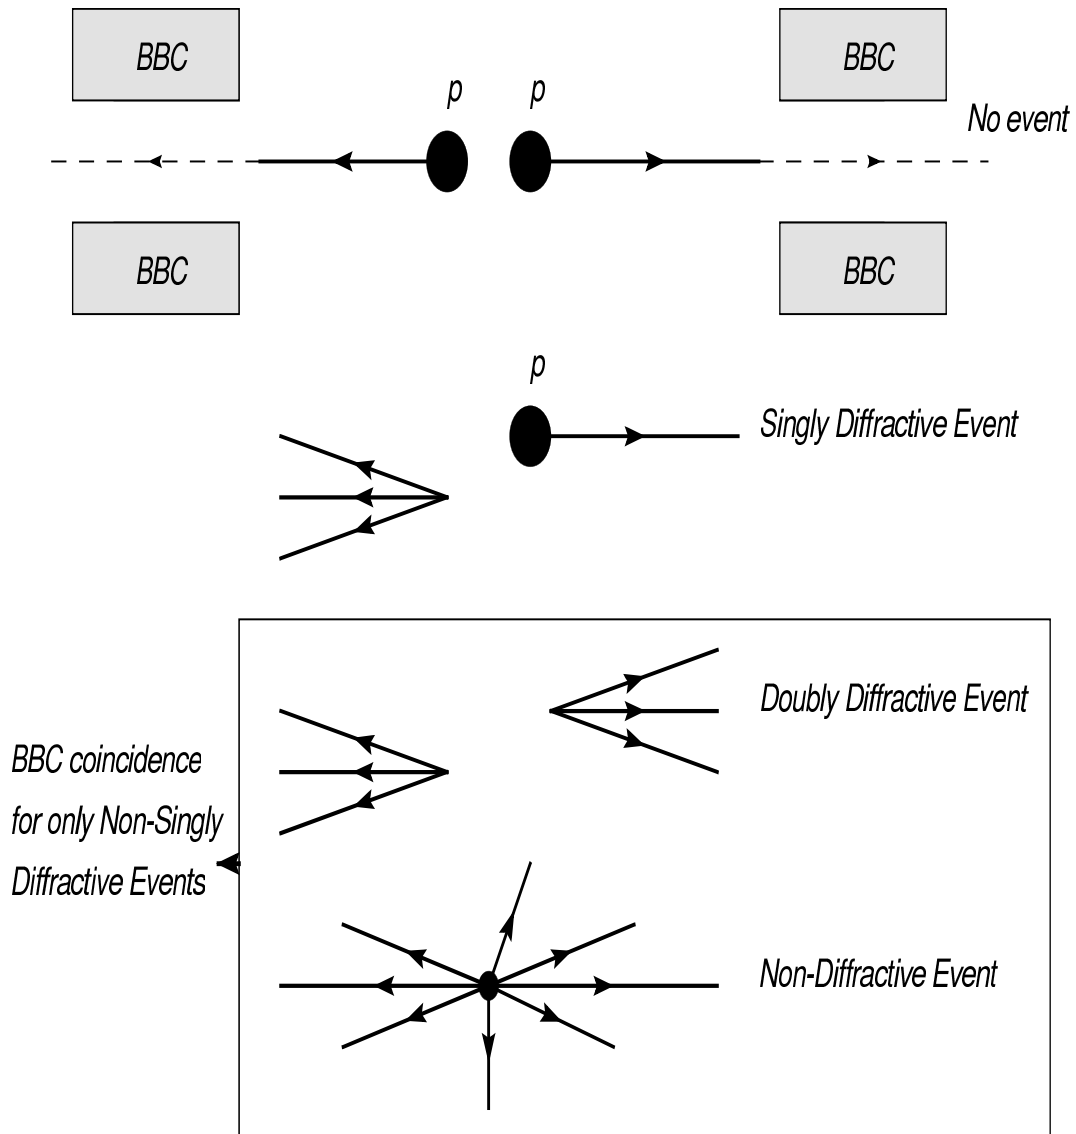 BBC
BBC
p
p
No event
BBC
BBC
p
Singly Diffractive Event
Doubly Diffractive Event
BBC coincidence
for only Non-Singly
Diffractive Events
Non-Diffractive Event